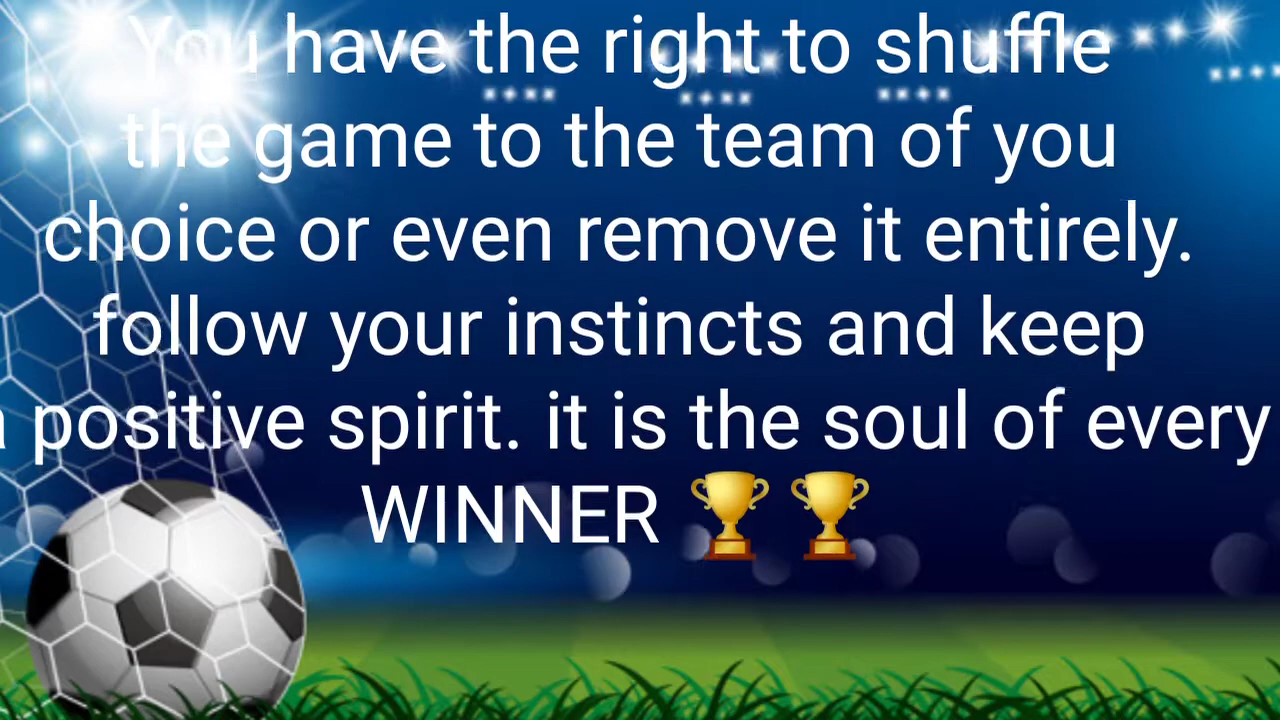 You have the right to shuffle
the game to the team of you
choice or even remove it entirely.
follow your instincts and keep
a positive spirit. it is the soul of every
WINNER 🏆 🏆